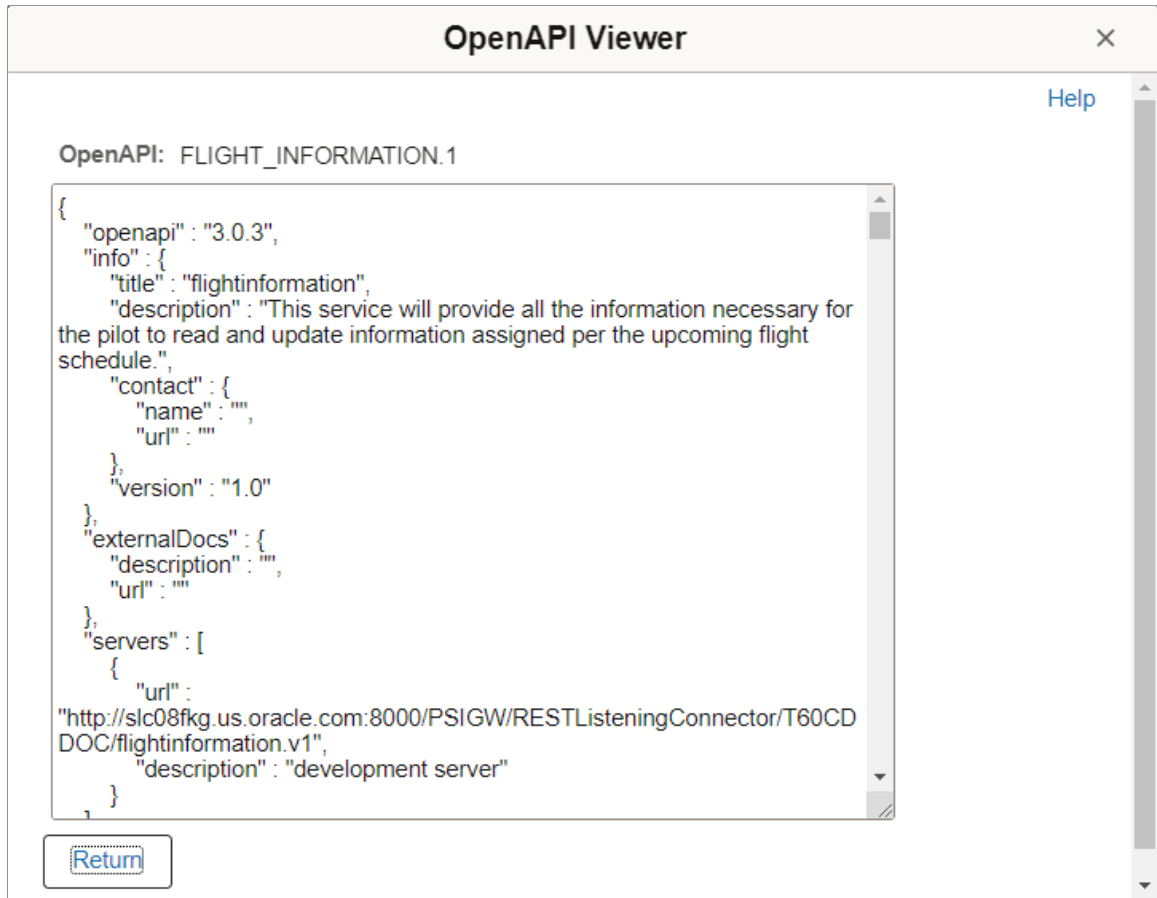 OpenAPI Viewer
×
Help
OpenAPI: FLIGHT_INFORMATION.1
{
"openapi" : "3.0.3",
"info" : {
"title" : "flightinformation",
"description" : "This service will provide all the information necessary for
the pilot to read and update information assigned per the upcoming flight
schedule.",
"contact" : {
"name" : "",
"url" : ""
},
"version" : "1.0"
},
"externalDocs" : {
"description" : "",
"url" : ""
},
"servers" : [
{
"url" :
"http://slc08fkg.us.oracle.com:8000/PSIGW/RESTListeningConnector/T60CD
DOC/flightinformation.v1",
"description" : "development server"
}
]
Return